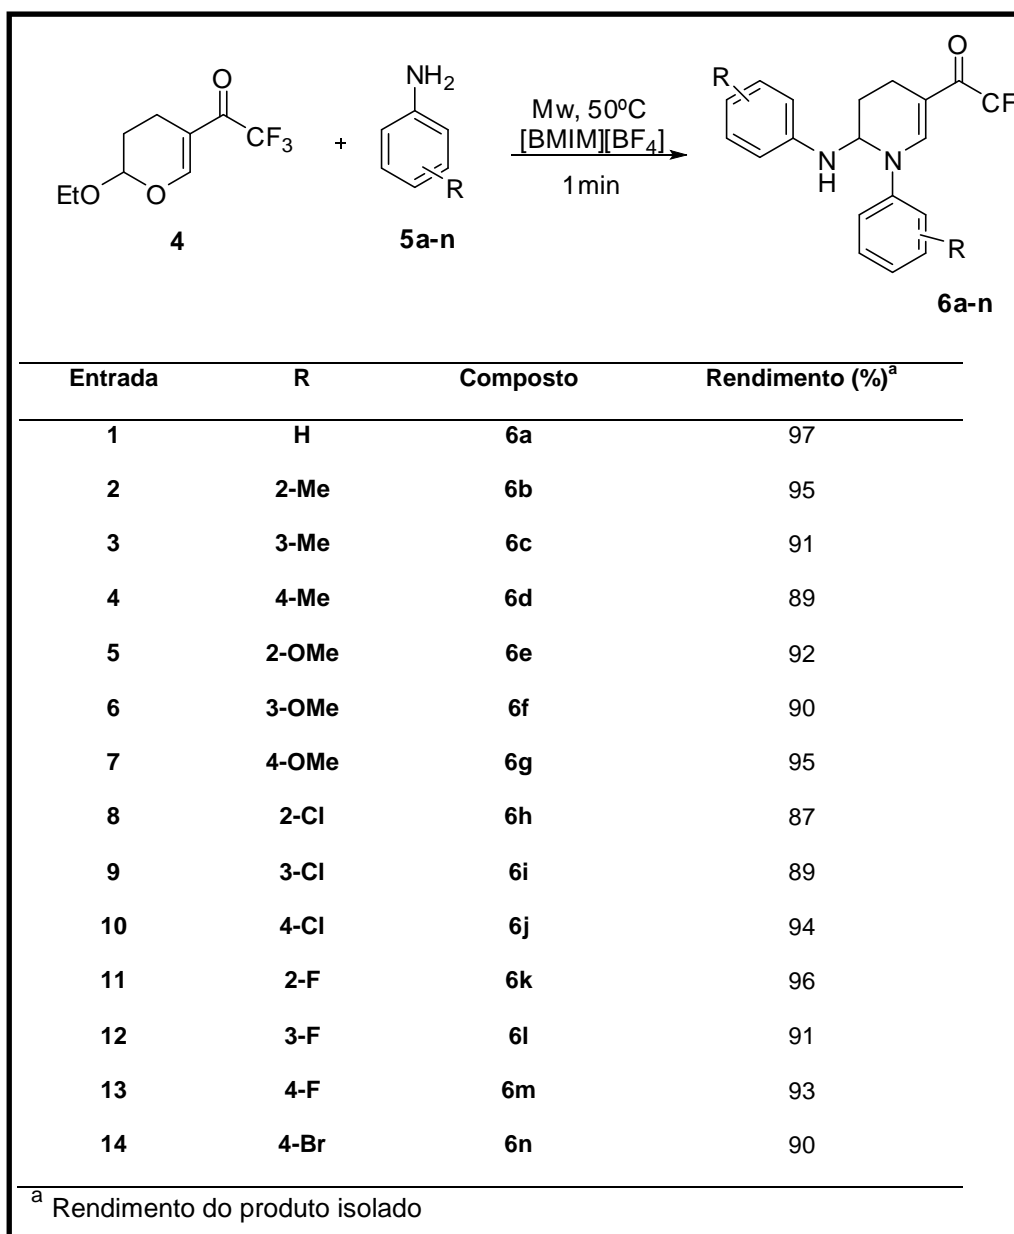 O
CF3
EtO
O
4
+
NH2
R
5a-n
Mw, 50ºC
[BMIM][BF4]
1min
R
N
H
N
O
CF
R
6a-n
Entrada R Composto Rendimento (%)a
1 H 6a 97
2 2-Me 6b 95
3 3-Me 6c 91
4 4-Me 6d 89
5 2-OMe 6e 92
6 3-OMe 6f 90
7 4-OMe 6g 95
8 2-Cl 6h 87
9 3-Cl 6i 89
10 4-Cl 6j 94
11 2-F 6k 96
12 3-F 6l 91
13 4-F 6m 93
14 4-Br 6n 90
a Rendimento do produto isolado